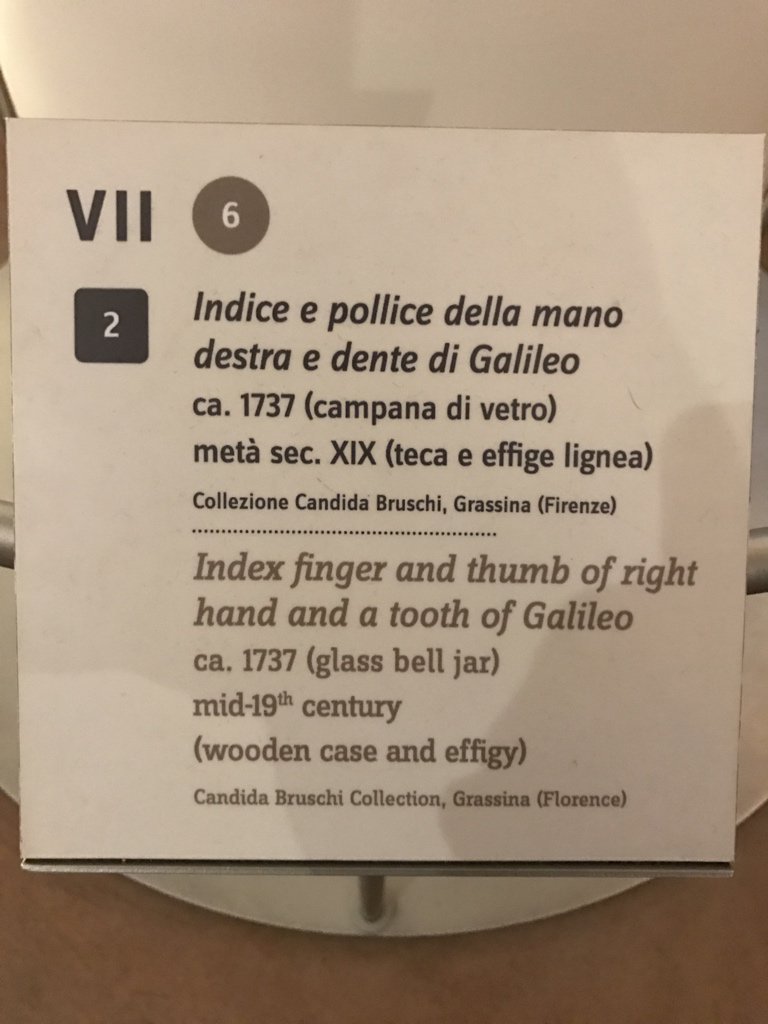 VII 6
2
Indice e pollice della mano
destra e dente di Galileo
ca. 1737 (campana di vetro)
metà sec. XIX (teca e effige lignea)
Collezione Candida Bruschi, Grassina (Firenze)
Index finger and thumb of right
hand and a tooth of Galileo
ca. 1737 (glass bell jar)
mid-19th century
(wooden case and effigy)
Candida Bruschi Collection, Grassina (Florence)